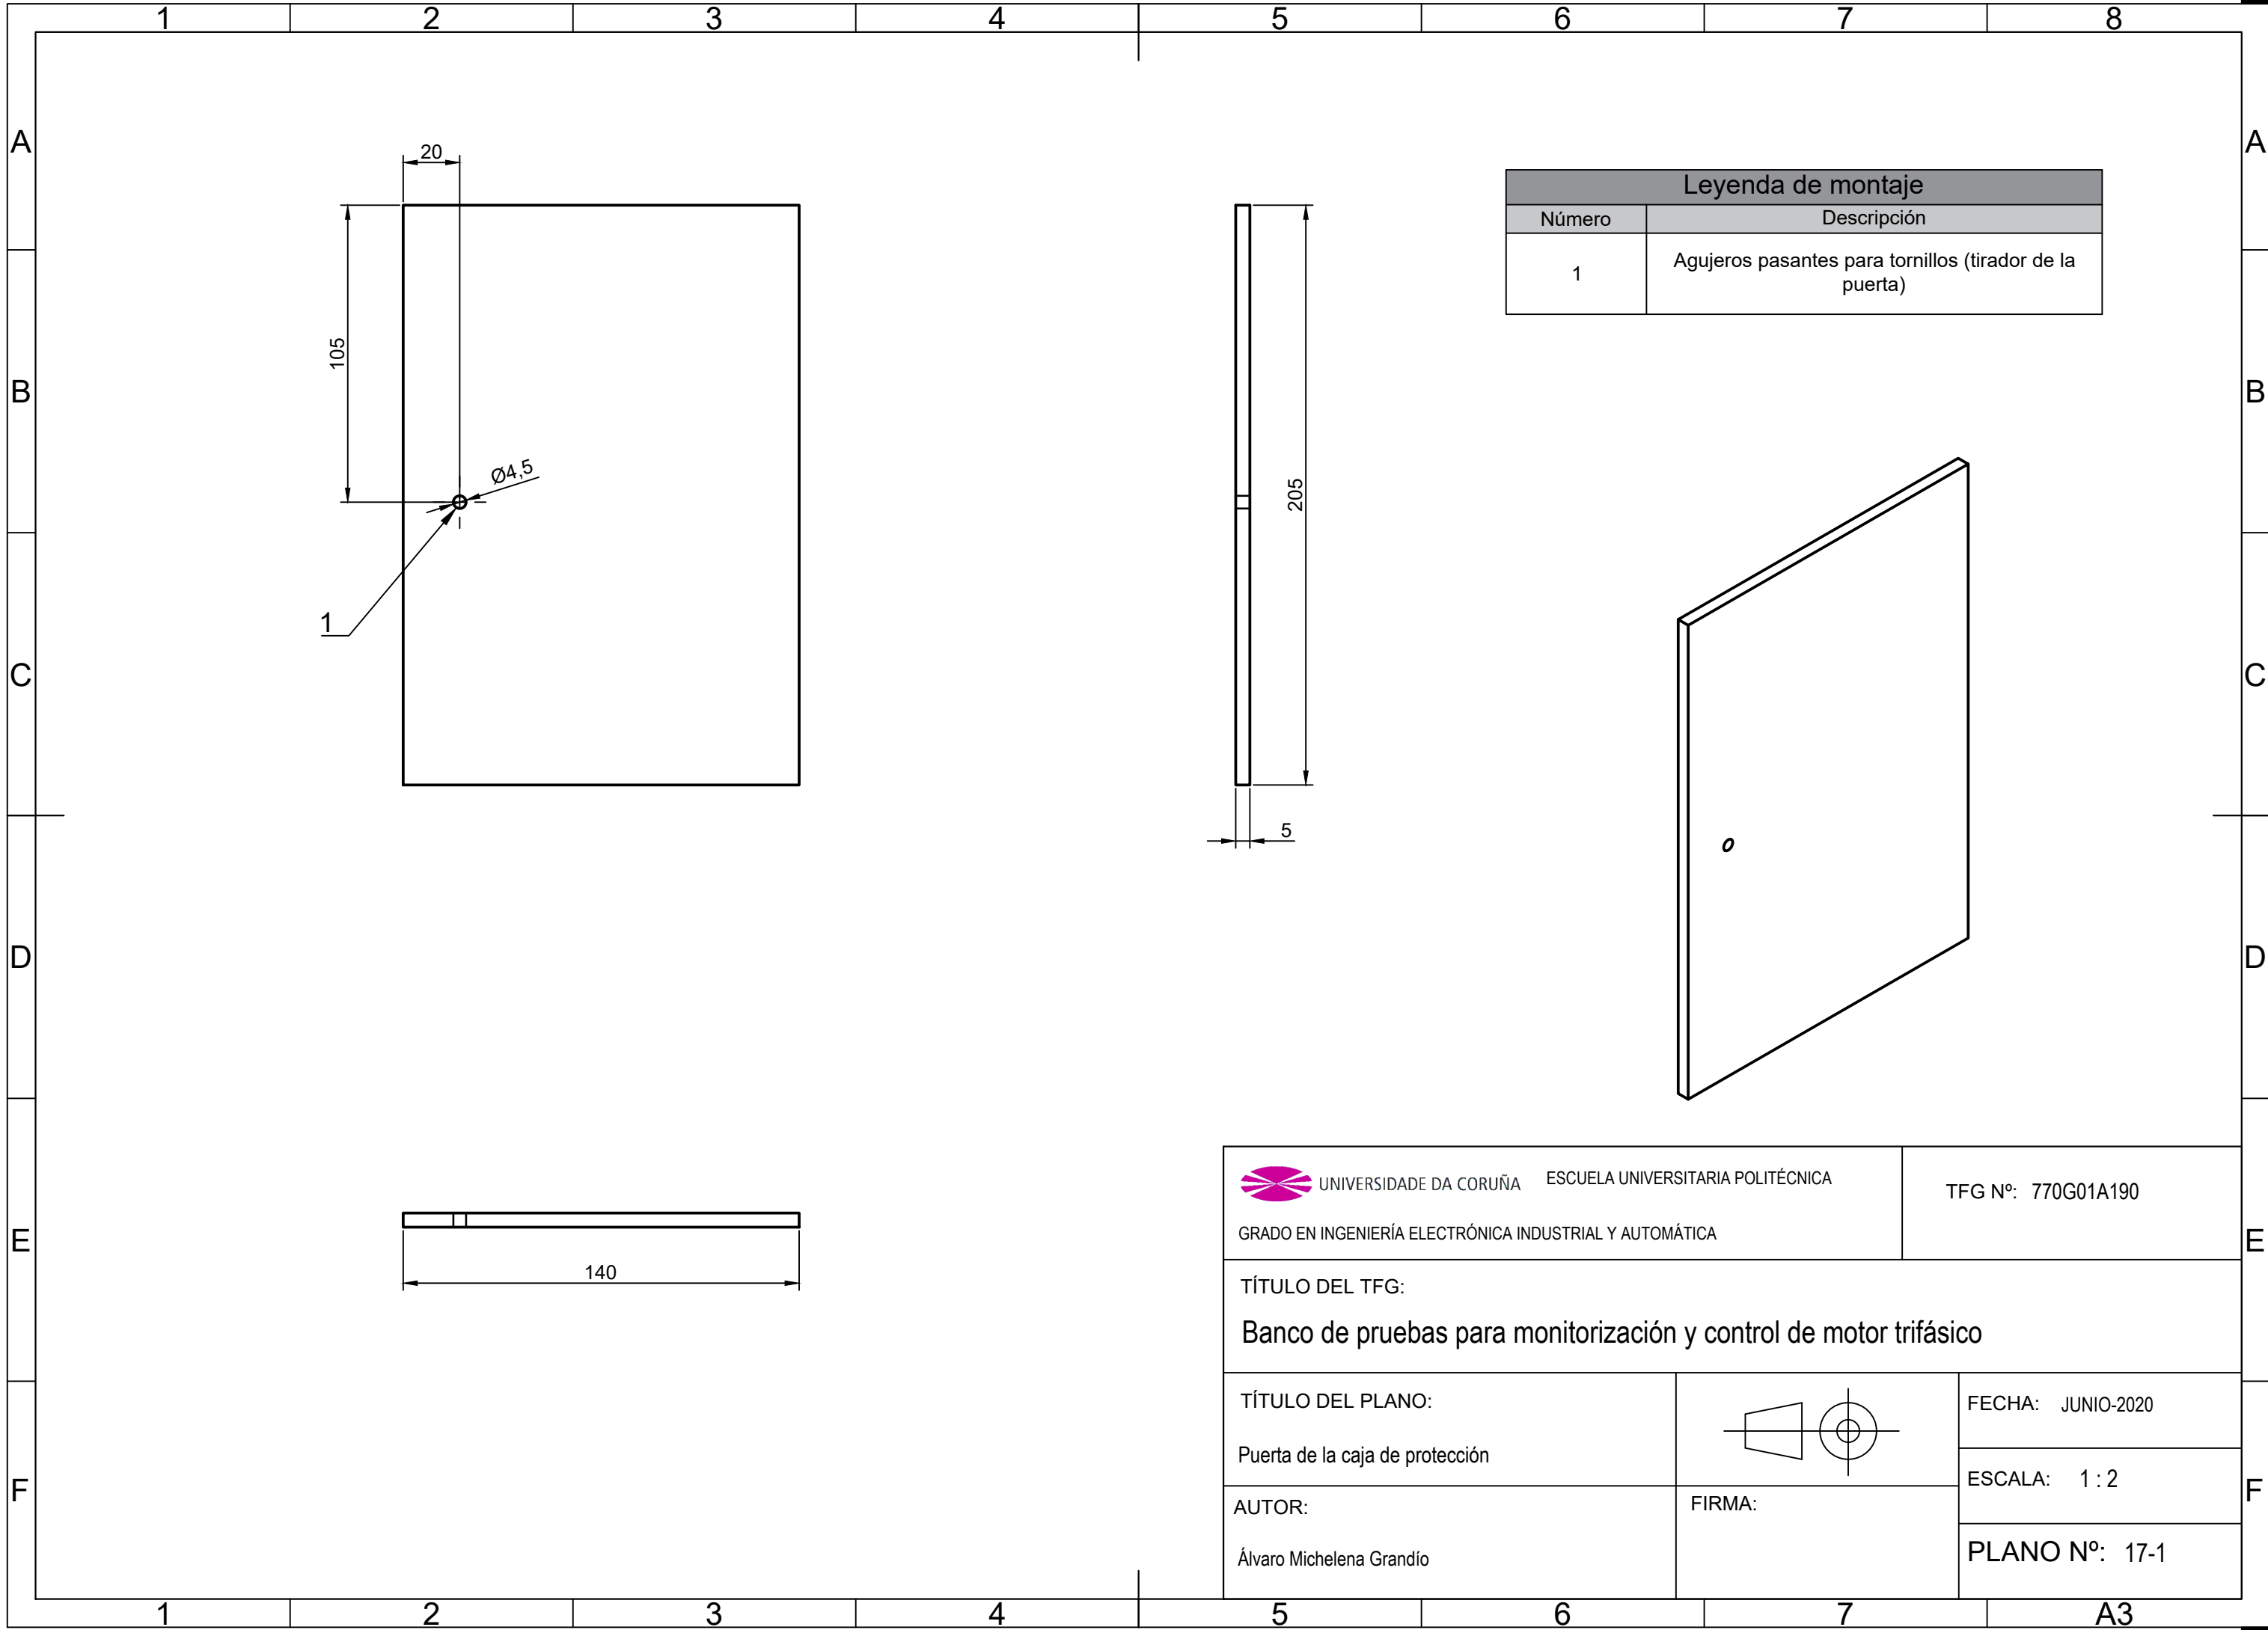 1 2 3 4 5 6 7 8
A A
20
Leyenda de montaje
Número Descripción
1 Agujeros pasantes para tornillos (tirador de la
puerta)
105
B B
Ø4,5
205
1
C C
5
D D
UNIVERSIDADE DA CORUÑA ESCUELA UNIVERSITARIA POLITÉCNICA
TFG Nº: 770G01A190
GRADO EN INGENIERÍA ELECTRÓNICA INDUSTRIAL Y AUTOMÁTICA
E E
140
TÍTULO DEL TFG:
Banco de pruebas para monitorización y control de motor trifásico
TÍTULO DEL PLANO:
Puerta de la caja de protección
FECHA: JUNIO-2020
ESCALA: 1 : 2
F F
AUTOR:
Álvaro Michelena Grandío
FIRMA:
PLANO Nº: 17-1
1 2 3 4 5 6 7 A3